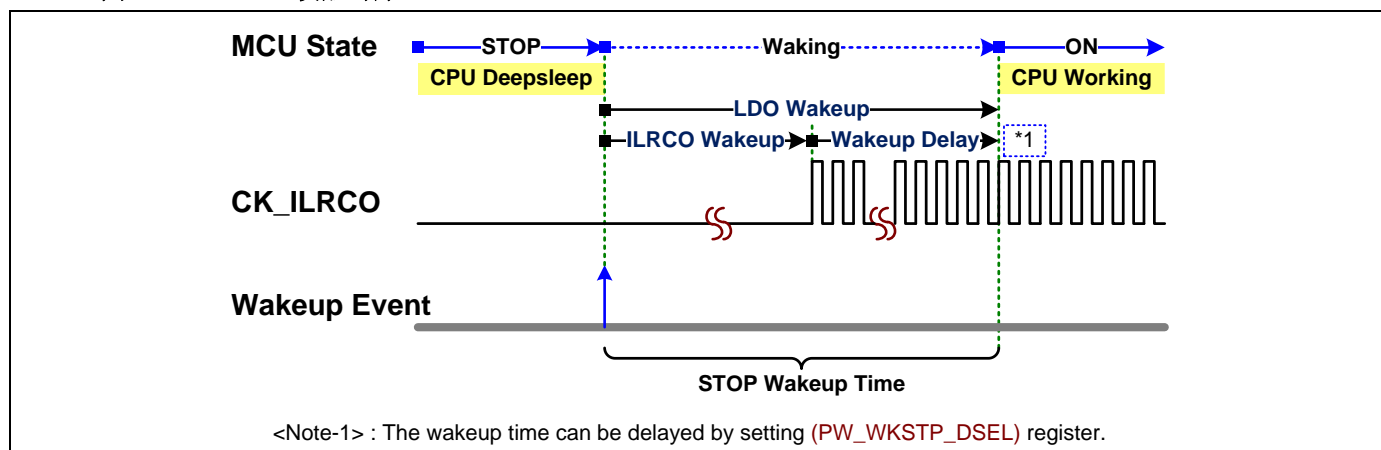 MCU State
STOP
Waking
ON
CPU Deepsleep
CPU Working
LDO Wakeup
ILRCO Wakeup
Wakeup Delay
*1
CK_ILRCO
Wakeup Event
STOP Wakeup Time
<Note-1> : The wakeup time can be delayed by setting (PW_WKSTP_DSEL) register.